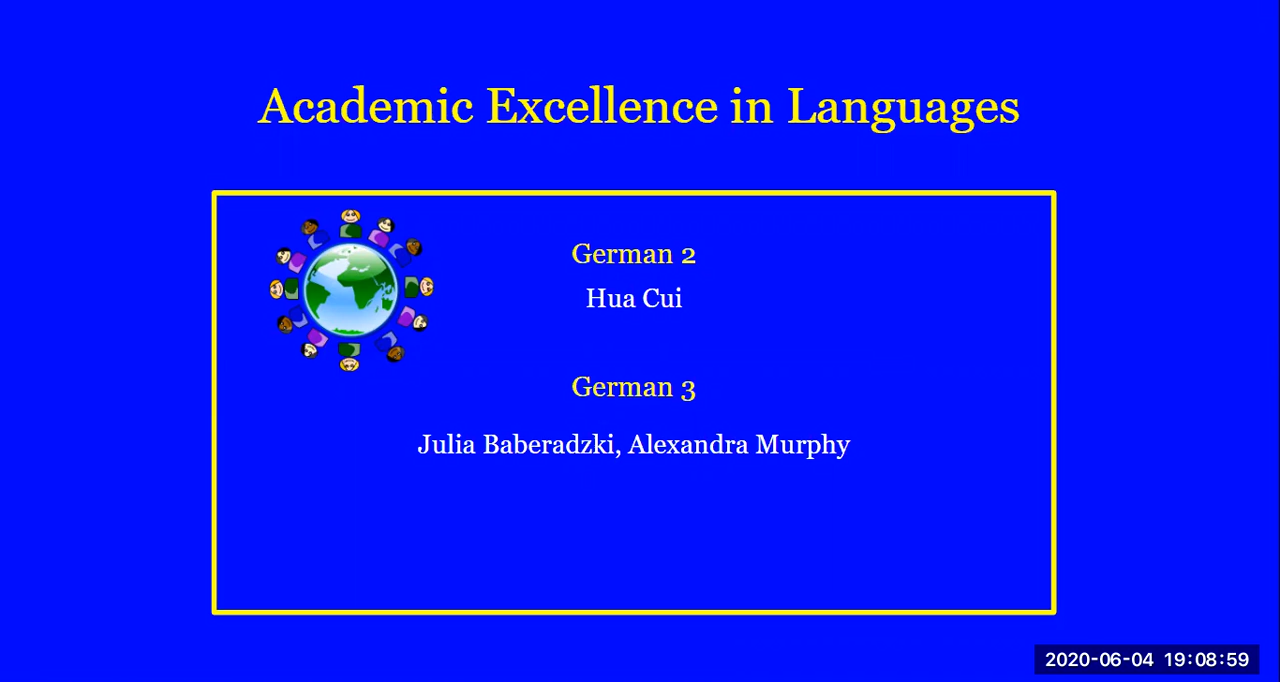 Academic Excellence in Languages
German 2
Hua Cui
German 3
Julia Baberadzki, Alexandra Murphy
2020-06-04 19:08:59